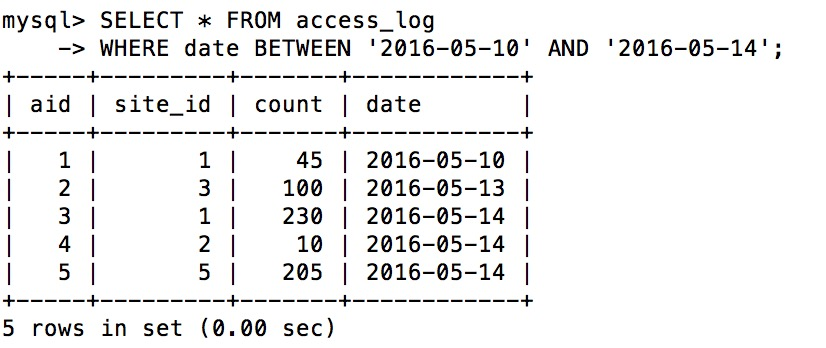 mysql> SELECT * FROM access_log
    -> WHERE date BETWEEN '2016-05-10' AND '2016-05-14';
+-----+---------+-------+------------+
| aid | site_id | count | date       |
+-----+---------+-------+------------+
|   1 |       1 |    45 | 2016-05-10 |
|   2 |       3 |   100 | 2016-05-13 |
|   3 |       1 |   230 | 2016-05-14 |
|   4 |       2 |    10 | 2016-05-14 |
|   5 |       5 |   205 | 2016-05-14 |
+-----+---------+-------+------------+
5 rows in set (0.00 sec)